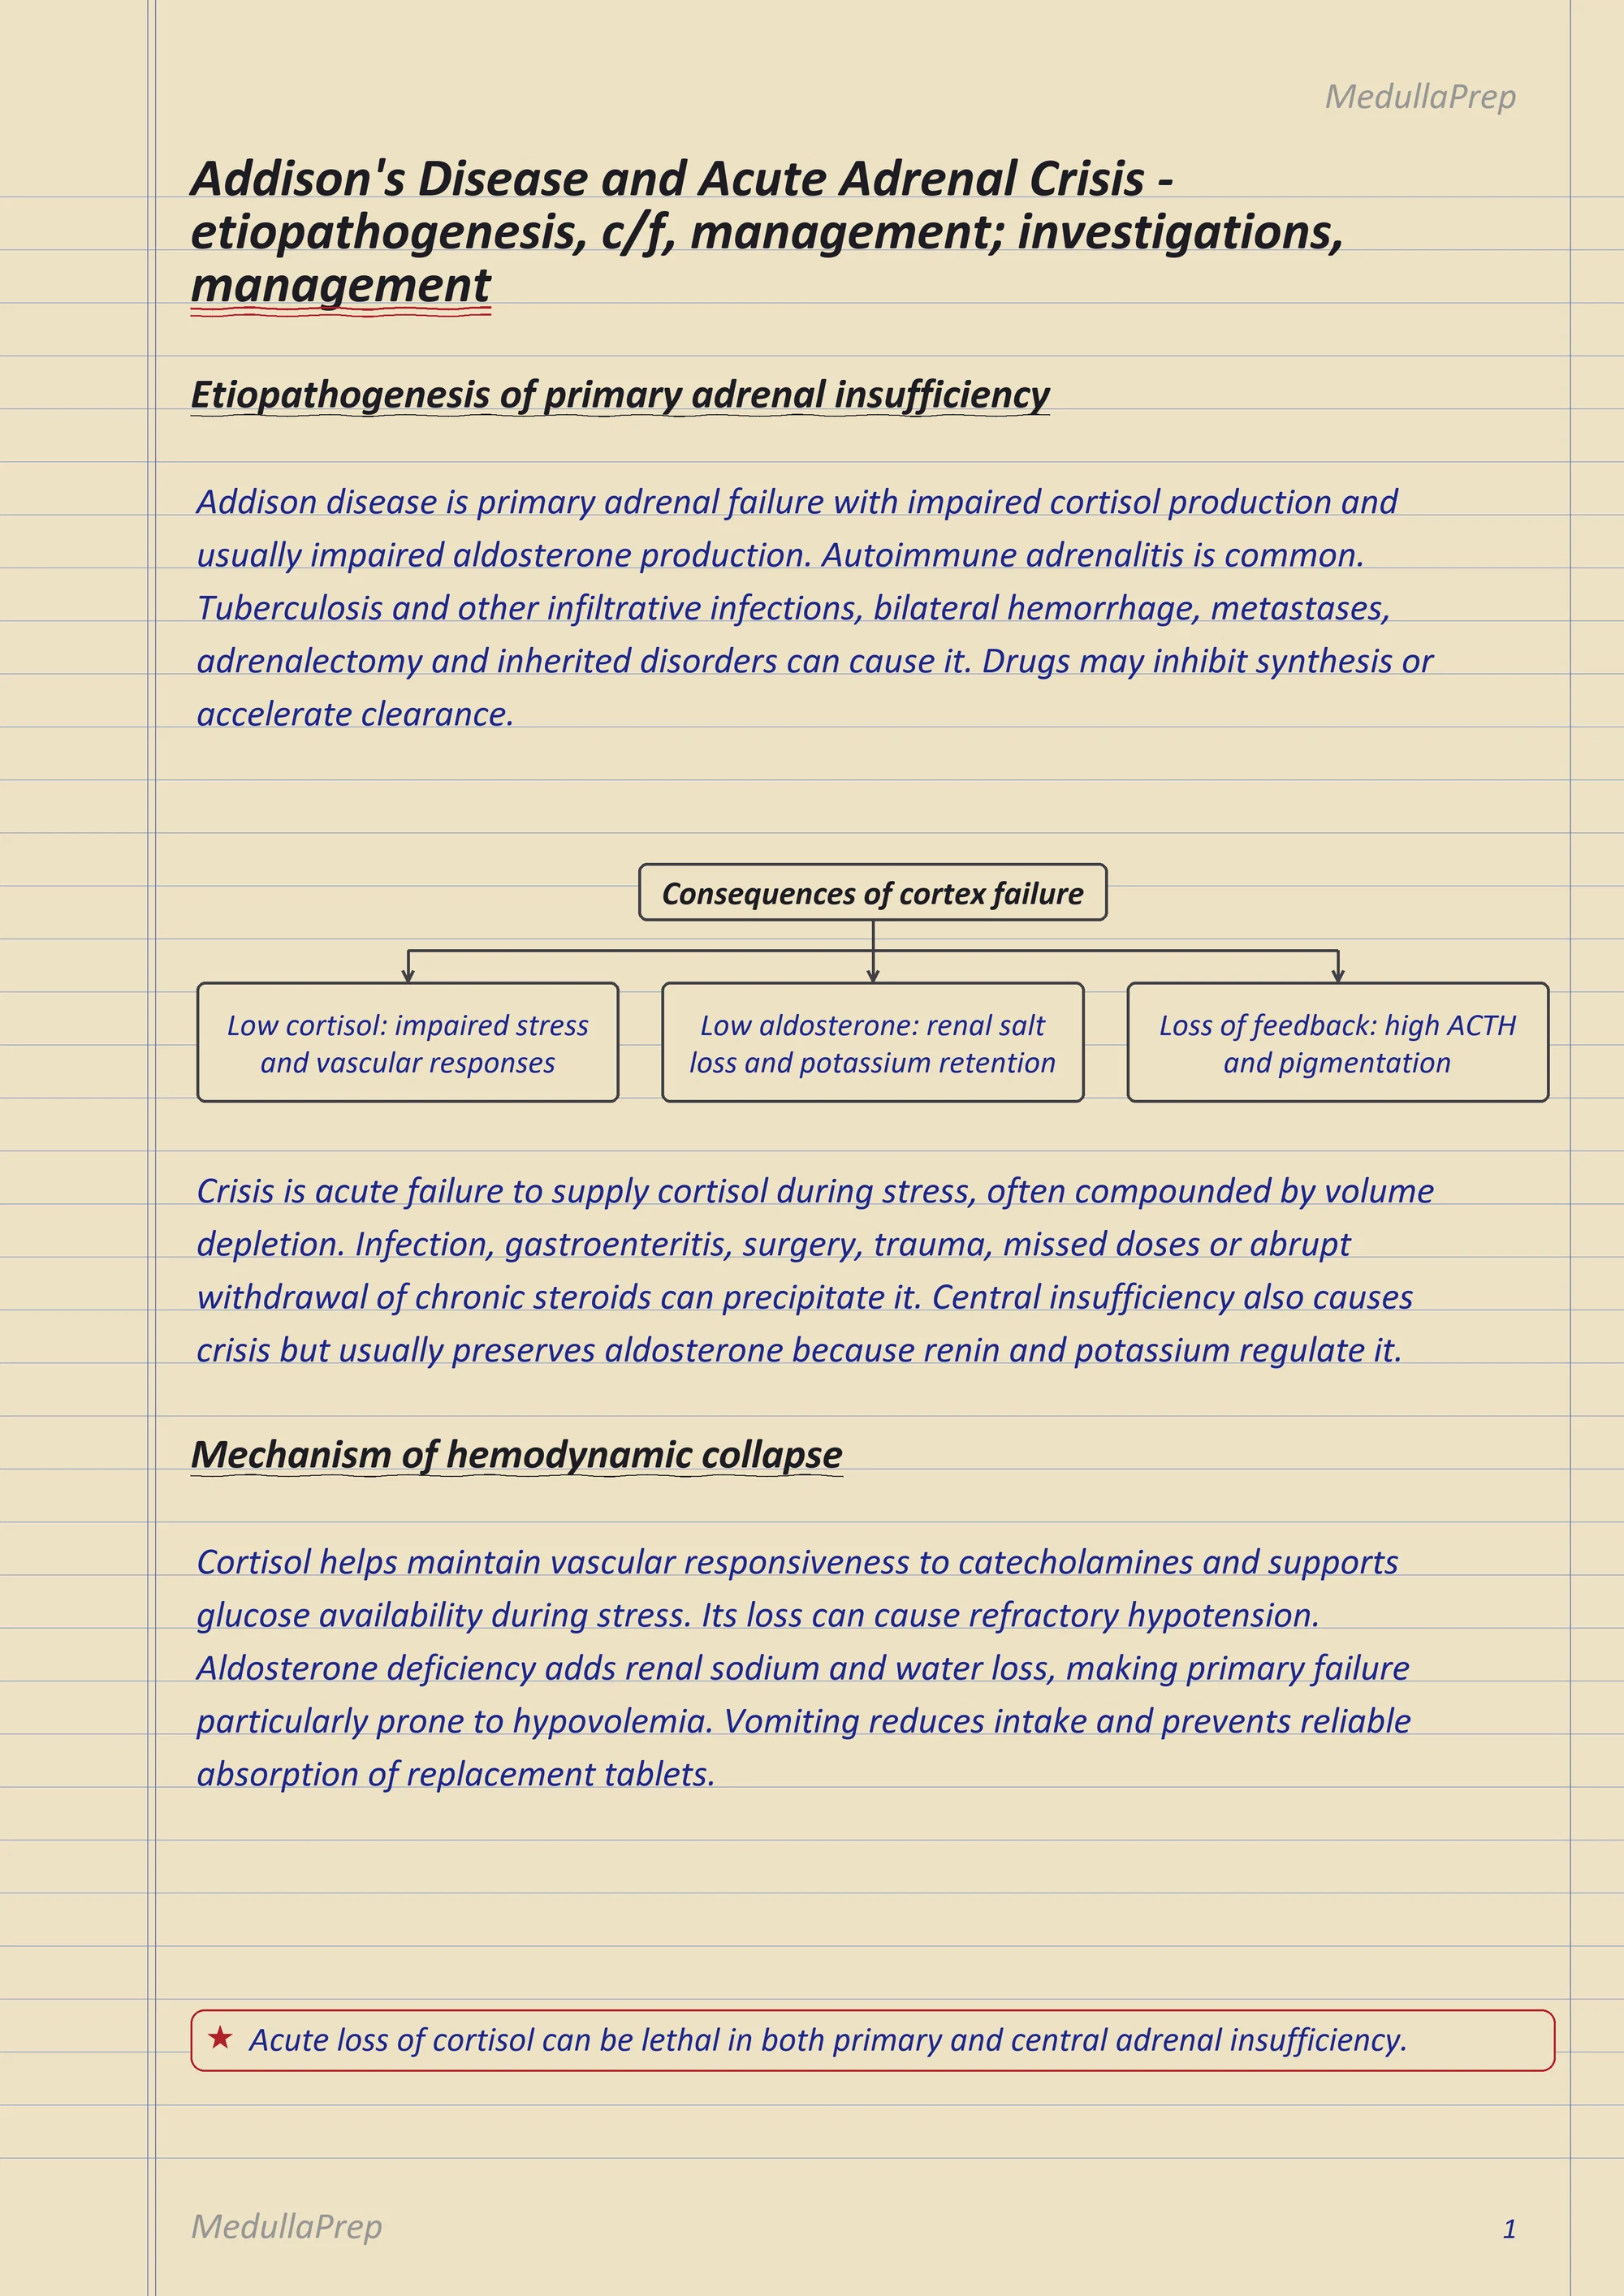 MedullaPrep
Addison's Disease and Acute Adrenal Crisis -
etiopathogenesis, c/f, management; investigations,
management
Etiopathogenesis of primary adrenal insufficiency
Addison disease is primary adrenal failure with impaired cortisol production and
usually impaired aldosterone production. Autoimmune adrenalitis is common.
Tuberculosis and other infiltrative infections, bilateral hemorrhage, metastases,
adrenalectomy and inherited disorders can cause it. Drugs may inhibit synthesis or
accelerate clearance.
Consequences of cortex failure
Low cortisol: impaired stress
and vascular responses
Low aldosterone: renal salt
loss and potassium retention
Loss of feedback: high ACTH
and pigmentation
Crisis is acute failure to supply cortisol during stress, often compounded by volume
depletion. Infection, gastroenteritis, surgery, trauma, missed doses or abrupt
withdrawal of chronic steroids can precipitate it. Central insufficiency also causes
crisis but usually preserves aldosterone because renin and potassium regulate it.
Mechanism of hemodynamic collapse
Cortisol helps maintain vascular responsiveness to catecholamines and supports
glucose availability during stress. Its loss can cause refractory hypotension.
Aldosterone deficiency adds renal sodium and water loss, making primary failure
particularly prone to hypovolemia. Vomiting reduces intake and prevents reliable
absorption of replacement tablets.
★ Acute loss of cortisol can be lethal in both primary and central adrenal insufficiency.
MedullaPrep
1